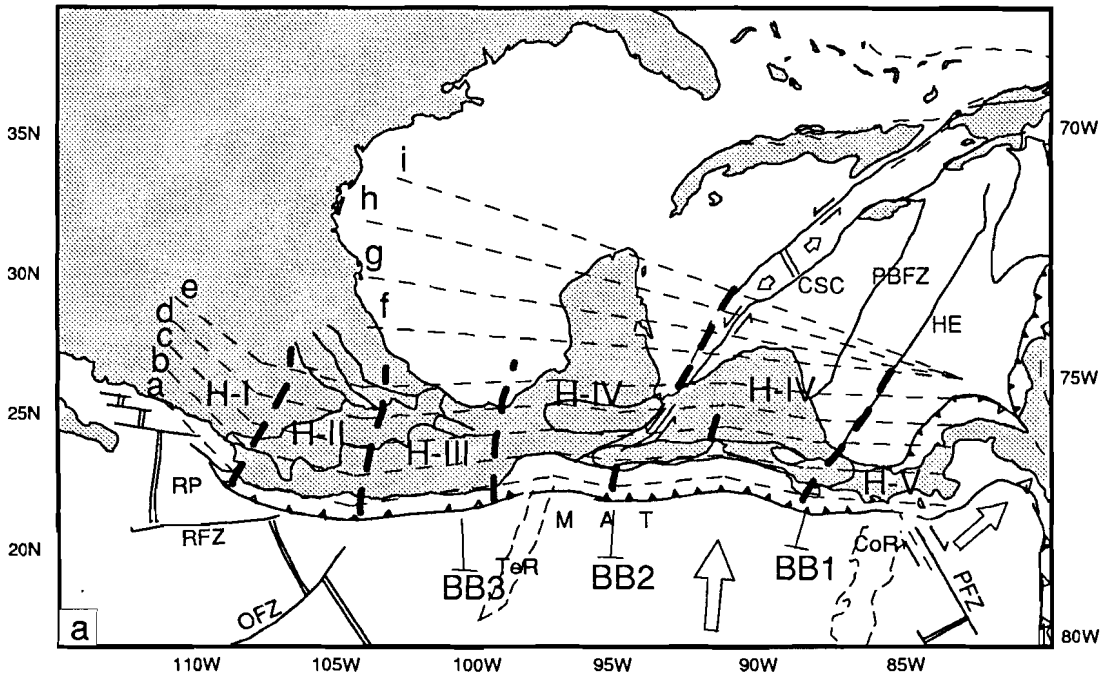 35N
70W
i
h
g
30N
CSC
PBFZ
e
d
f
HE
c
b
a
H-I
H-IV
H-IV
75W
25N
H-II
H-III
H-V
RP
RFZ
M A T
CoR
20N
BB3
TeR
BB2
BB1
PFZ
OFZ
a
80W
110W
105W
100W
95W
90W
85W